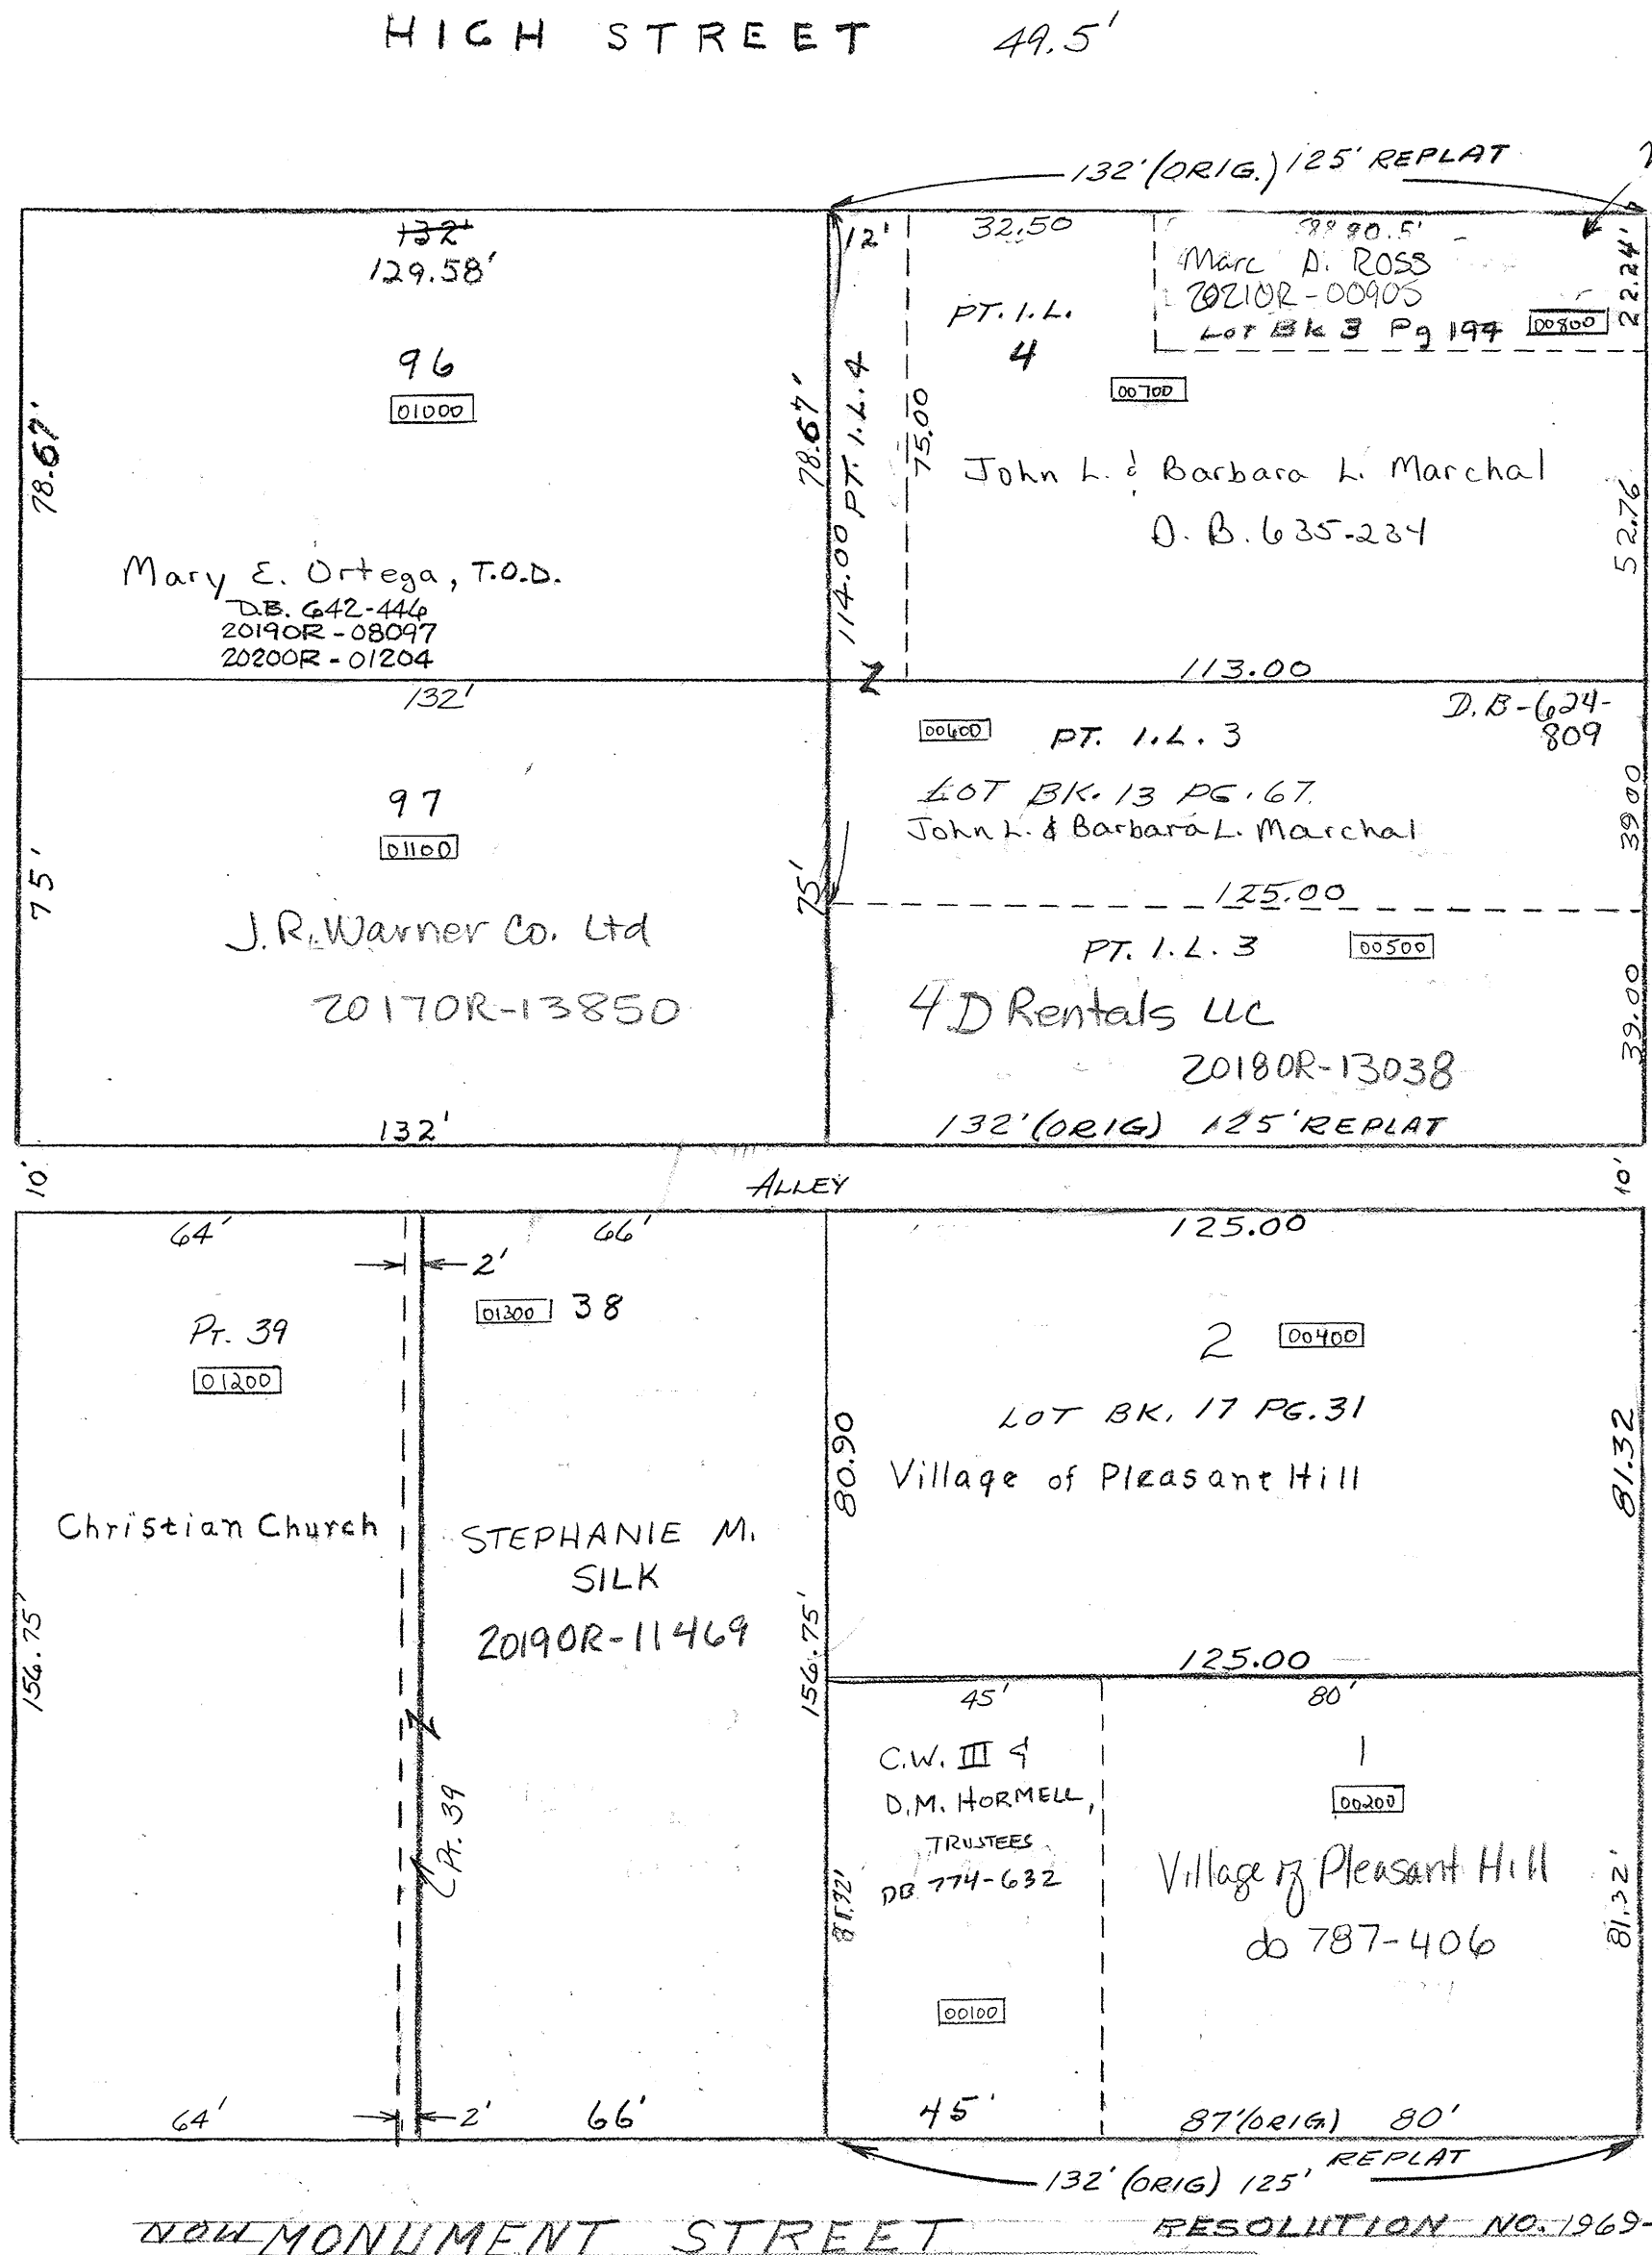 HIGH STREET 49.5'
132' (ORIG.) 125' REPLAT
132'
129.58'
96
01000
78.67'
78.67'
Mary E. Ortega, T.O.D.
D.B. 642-446
2019OR-08097
2020OR-01204
12'
114.00 PT. I.L. 4
75.00
32.50
PT. I.L.
4
90.5'
Marc D. Ross
2021OR-00905
Lot Bk 3 Pg 194
00800
22.24'
00700
John L. & Barbara L. Marchal
D.B. 635-234
52.76
113.00
132'
97
01100
75'
75'
J.R. Warner Co. Ltd
2017OR-13850
132'
D.B-624-
809
00600 PT. I.L. 3
LOT BK. 13 PG. 67
John L. & Barbara L. Marchal
39.00
125.00
PT. I.L. 3 00500
4D Rentals LLC
2018OR-13038
39.00
132' (ORIG) 125' REPLAT
10'
ALLEY
10'
64'
2'
66'
Pt. 39
01200
Christian Church
156.75'
Pt. 39
64'
2'
01300 38
STEPHANIE M.
SILK
2019OR-11469
156.75'
66'
125.00
2 00400
LOT BK. 17 PG. 31
Village of Pleasant Hill
80.90
81.32
125.00
45'
C.W. III &
D.M. HORMELL,
TRUSTEES
DB 774-632
00100
45'
80'
1
00200
Village of Pleasant Hill
db 787-406
81.32'
87' (ORIG) 80'
REPLAT
132' (ORIG) 125'
NOW MONUMENT STREET
RESOLUTION NO. 1969-